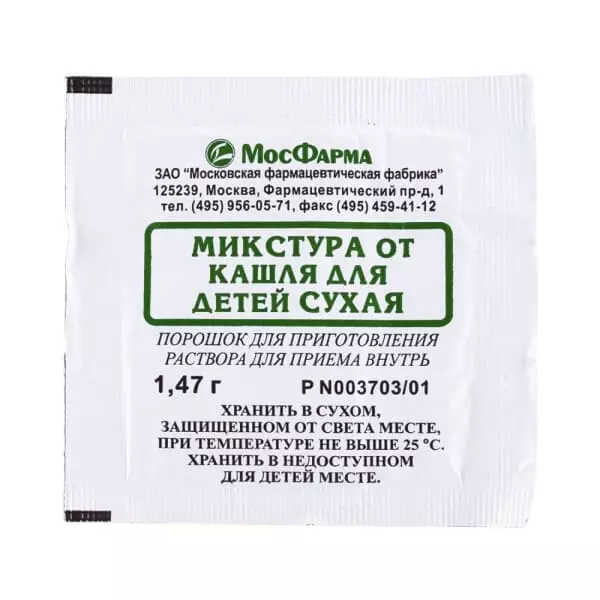 МосФарма
ЗАО "Московская фармацевтическая фабрика"
125239, Москва, Фармацевтический пр-д, 1
тел. (495) 956-05-71, факс (495) 459-41-12
МИКСТУРА ОТ
КАШЛЯ ДЛЯ
ДЕТЕЙ СУХАЯ
ПОРОШОК ДЛЯ ПРИГОТОВЛЕНИЯ
РАСТВОРА ДЛЯ ПРИЕМА ВНУТРЬ
1,47 г Р N003703/01
ХРАНИТЬ В СУХОМ,
ЗАЩИЩЕННОМ ОТ СВЕТА МЕСТЕ,
ПРИ ТЕМПЕРАТУРЕ НЕ ВЫШЕ 25 °С.
ХРАНИТЬ В НЕДОСТУПНОМ
ДЛЯ ДЕТЕЙ МЕСТЕ.